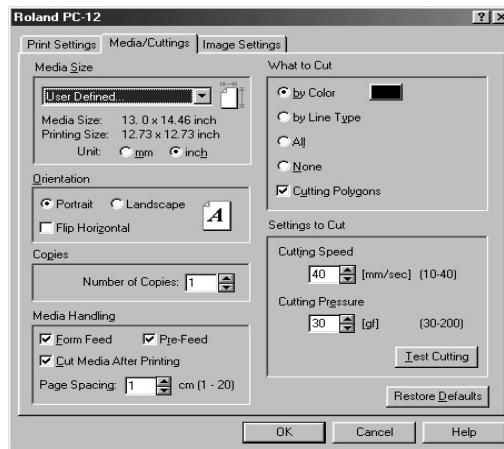 Roland PC-12
Print Settings
Media/Cuttings
Image Settings
Media Size
User Defined...
Media Size: 13. 0 x 14.46 inch
Printing Size: 12.73 x 12.73 inch
Unit: mm inch
Orientation
Portrait Landscape
Flip Horizontal
A
Copies
Number of Copies: 1
Media Handling
Form Feed Pre-Feed
Cut Media After Printing
Page Spacing: 1 cm (1 - 20)
What to Cut
by Color
by Line Type
All
None
Cutting Polygons
Settings to Cut
Cutting Speed
40 [mm/sec] (10-40)
Cutting Pressure
30 [gf] (30-200)
Test Cutting
Restore Defaults
OK
Cancel
Help